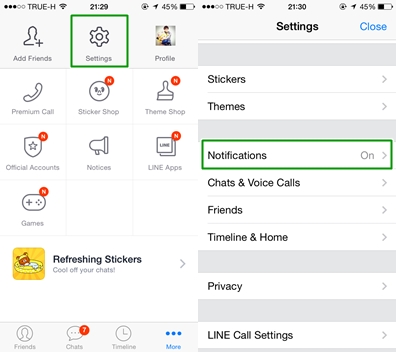 TRUE-H 21:29 45%
Add Friends Settings Profile
N N
Premium Call Sticker Shop Theme Shop
N N
LINE
Official Accounts Notices LINE Apps
N
Games
Refreshing Stickers
Cool off your chats!
7
Friends Chats Timeline More
TRUE-H 21:30 45%
Settings Close
Stickers
Themes
Notifications On
Chats & Voice Calls
Friends
Timeline & Home
Privacy
LINE Call Settings